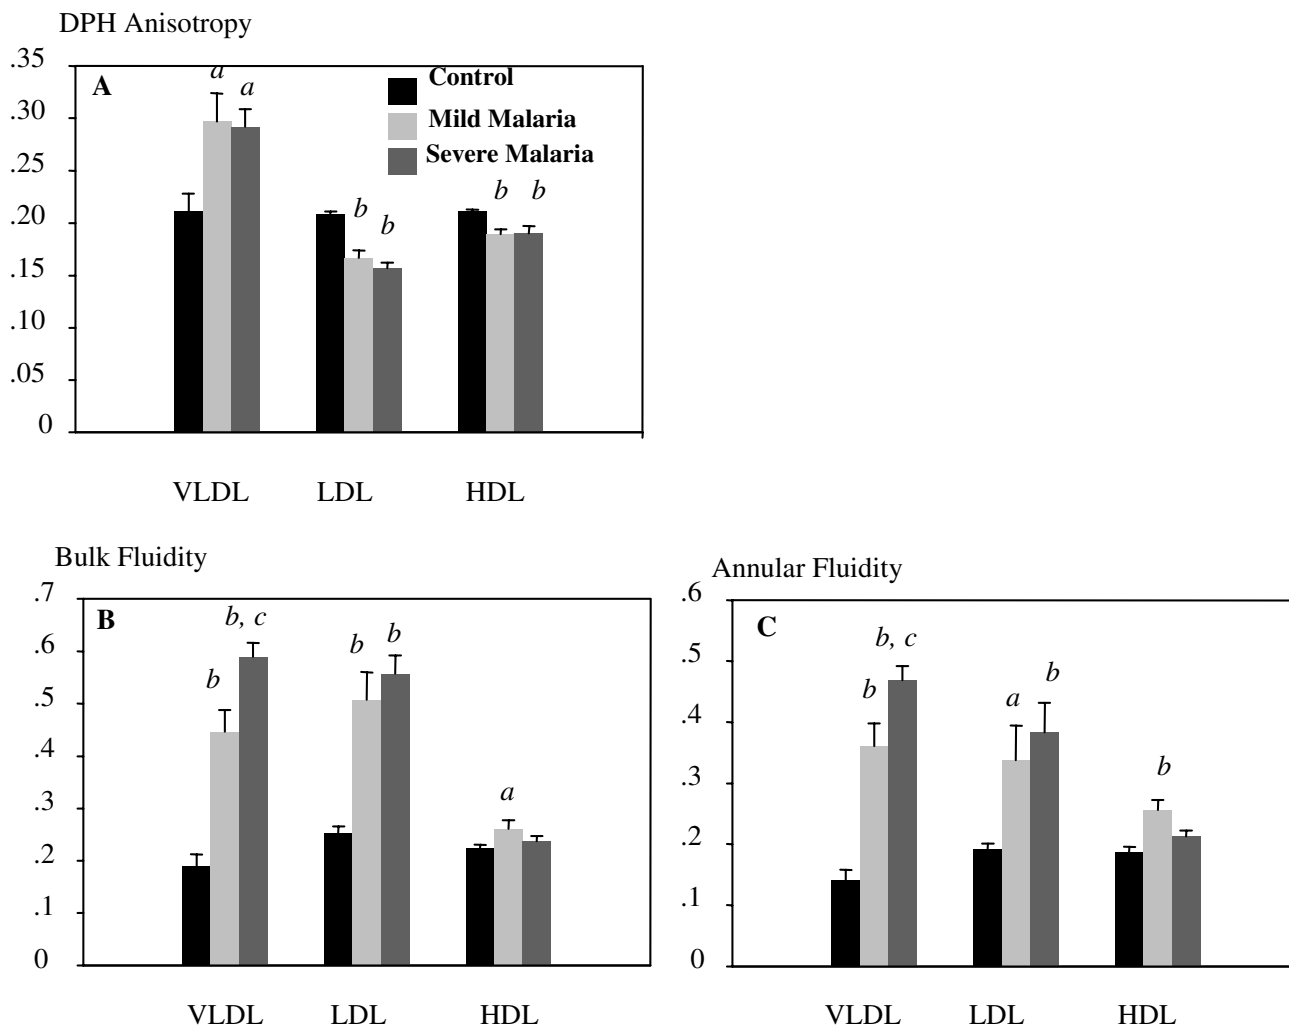 DPH Anisotropy
.35
A
a
a
Control
.30
Mild Malaria
Severe Malaria
.25
b
b
b
b
.20
.15
.10
.05
0
VLDL LDL HDL
Bulk Fluidity
.7
B
b, c
b
b
b
.6
.5
.4
.3
a
.2
.1
0
VLDL LDL HDL
Annular Fluidity
.6
C
b, c
b
a
b
.5
.4
.3
b
.2
.1
0
VLDL LDL HDL